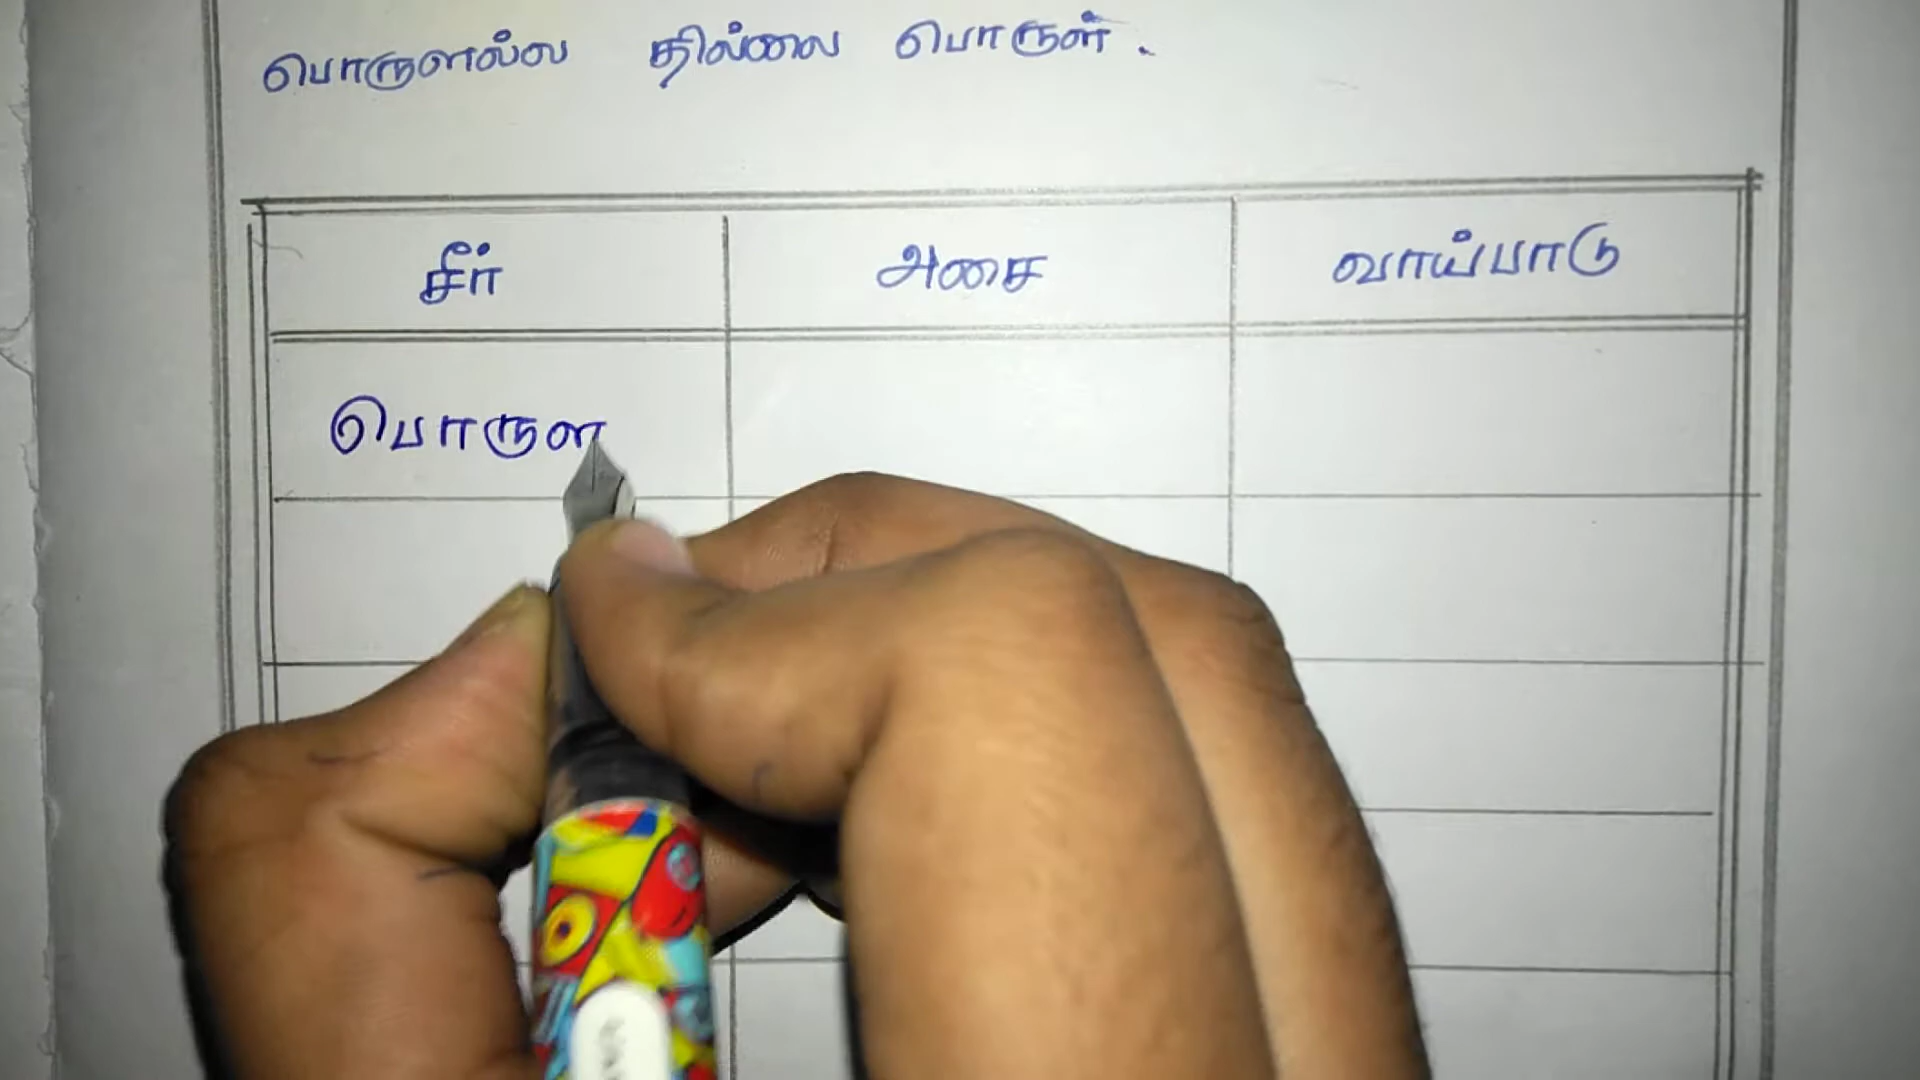 பொருளல்ல தில்லை பொருள்.
சீர் அசை வாய்பாடு
பொருள